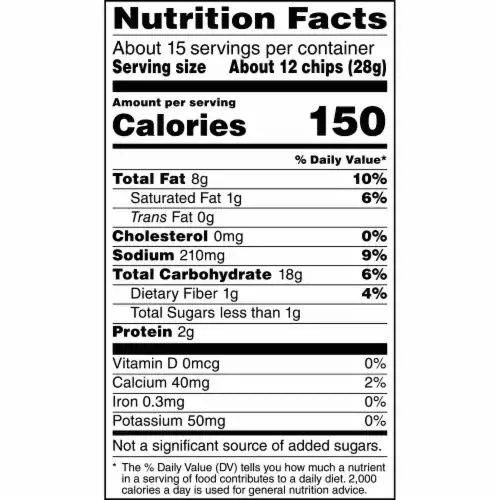 Nutrition Facts
About 15 servings per container
Serving size About 12 chips (28g)
Amount per serving
Calories 150
% Daily Value*
Total Fat 8g 10%
Saturated Fat 1g 6%
Trans Fat 0g
Cholesterol 0mg 0%
Sodium 210mg 9%
Total Carbohydrate 18g 6%
Dietary Fiber 1g 4%
Total Sugars less than 1g
Protein 2g
Vitamin D 0mcg 0%
Calcium 40mg 2%
Iron 0.3mg 0%
Potassium 50mg 0%
Not a significant source of added sugars.
* The % Daily Value (DV) tells you how much a nutrient
in a serving of food contributes to a daily diet. 2,000
calories a day is used for general nutrition advice.